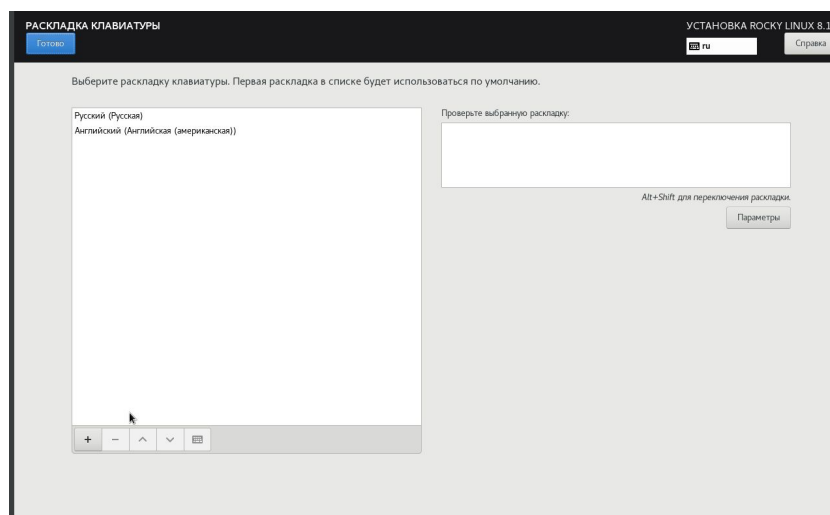 РАСКЛАДКА КЛАВИАТУРЫ
УСТАНОВКА ROCKY LINUX 8.1
Готово
ru
Справка
Выберите раскладку клавиатуры. Первая раскладка в списке будет использоваться по умолчанию.
Русский (Русская)
Английский (Английская (американская))
Проверьте выбранную раскладку:
Alt+Shift для переключения раскладки.
Параметры